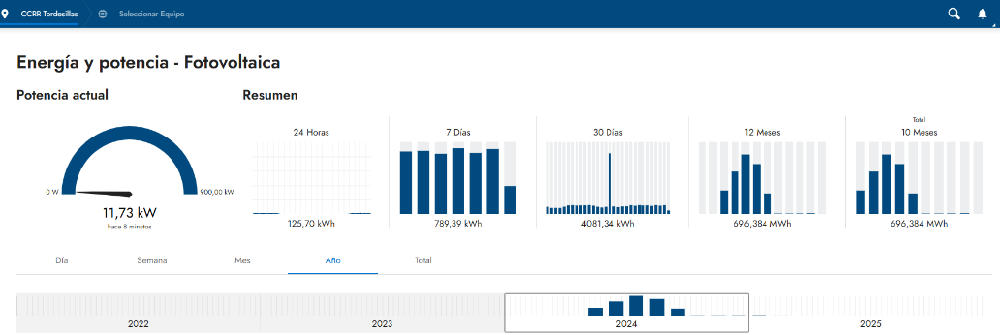 CCRR Tordesillas
Seleccionar Equipo
Energía y potencia - Fotovoltaica
Potencia actual
0 W
900,00 kW
11,73 kW
hace 8 minutos
Resumen
24 Horas
125,70 kWh
7 Días
789,39 kWh
30 Días
4081,34 kWh
12 Meses
696,384 MWh
Total
10 Meses
696,384 MWh
Día
Semana
Mes
Año
Total
2022
2023
2024
2025